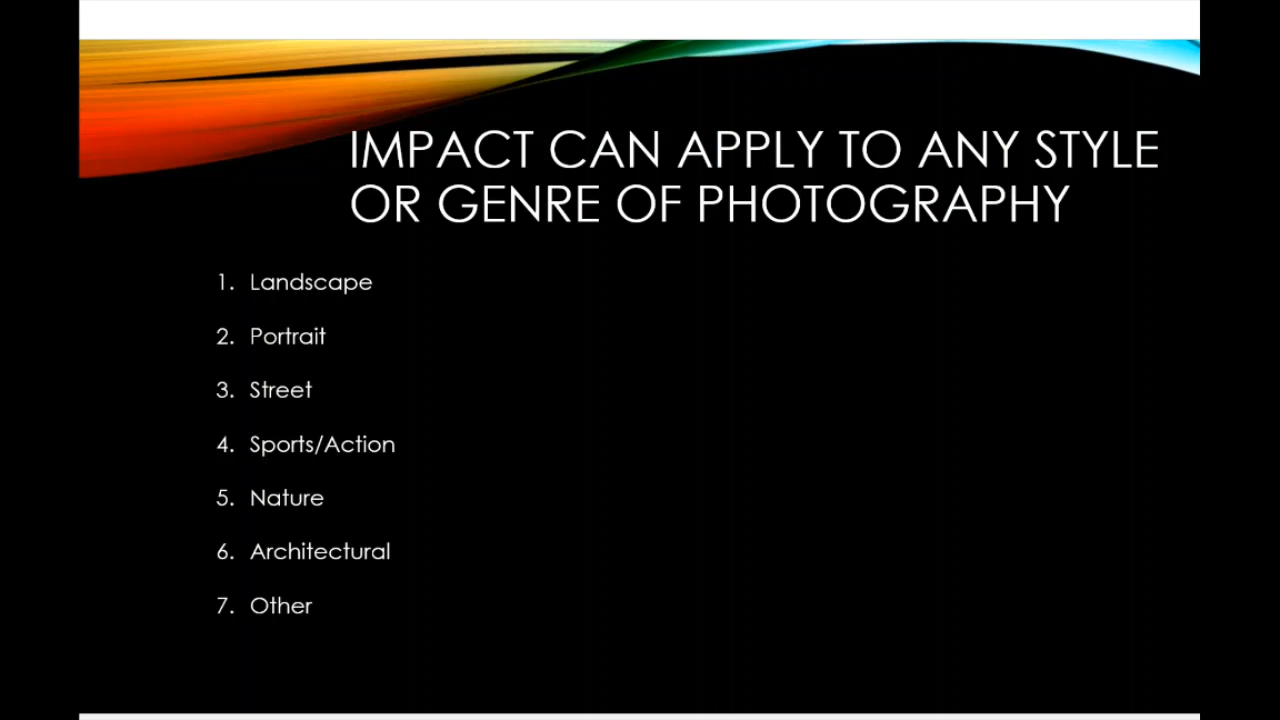 IMPACT CAN APPLY TO ANY STYLE
OR GENRE OF PHOTOGRAPHY
1. Landscape
2. Portrait
3. Street
4. Sports/Action
5. Nature
6. Architectural
7. Other